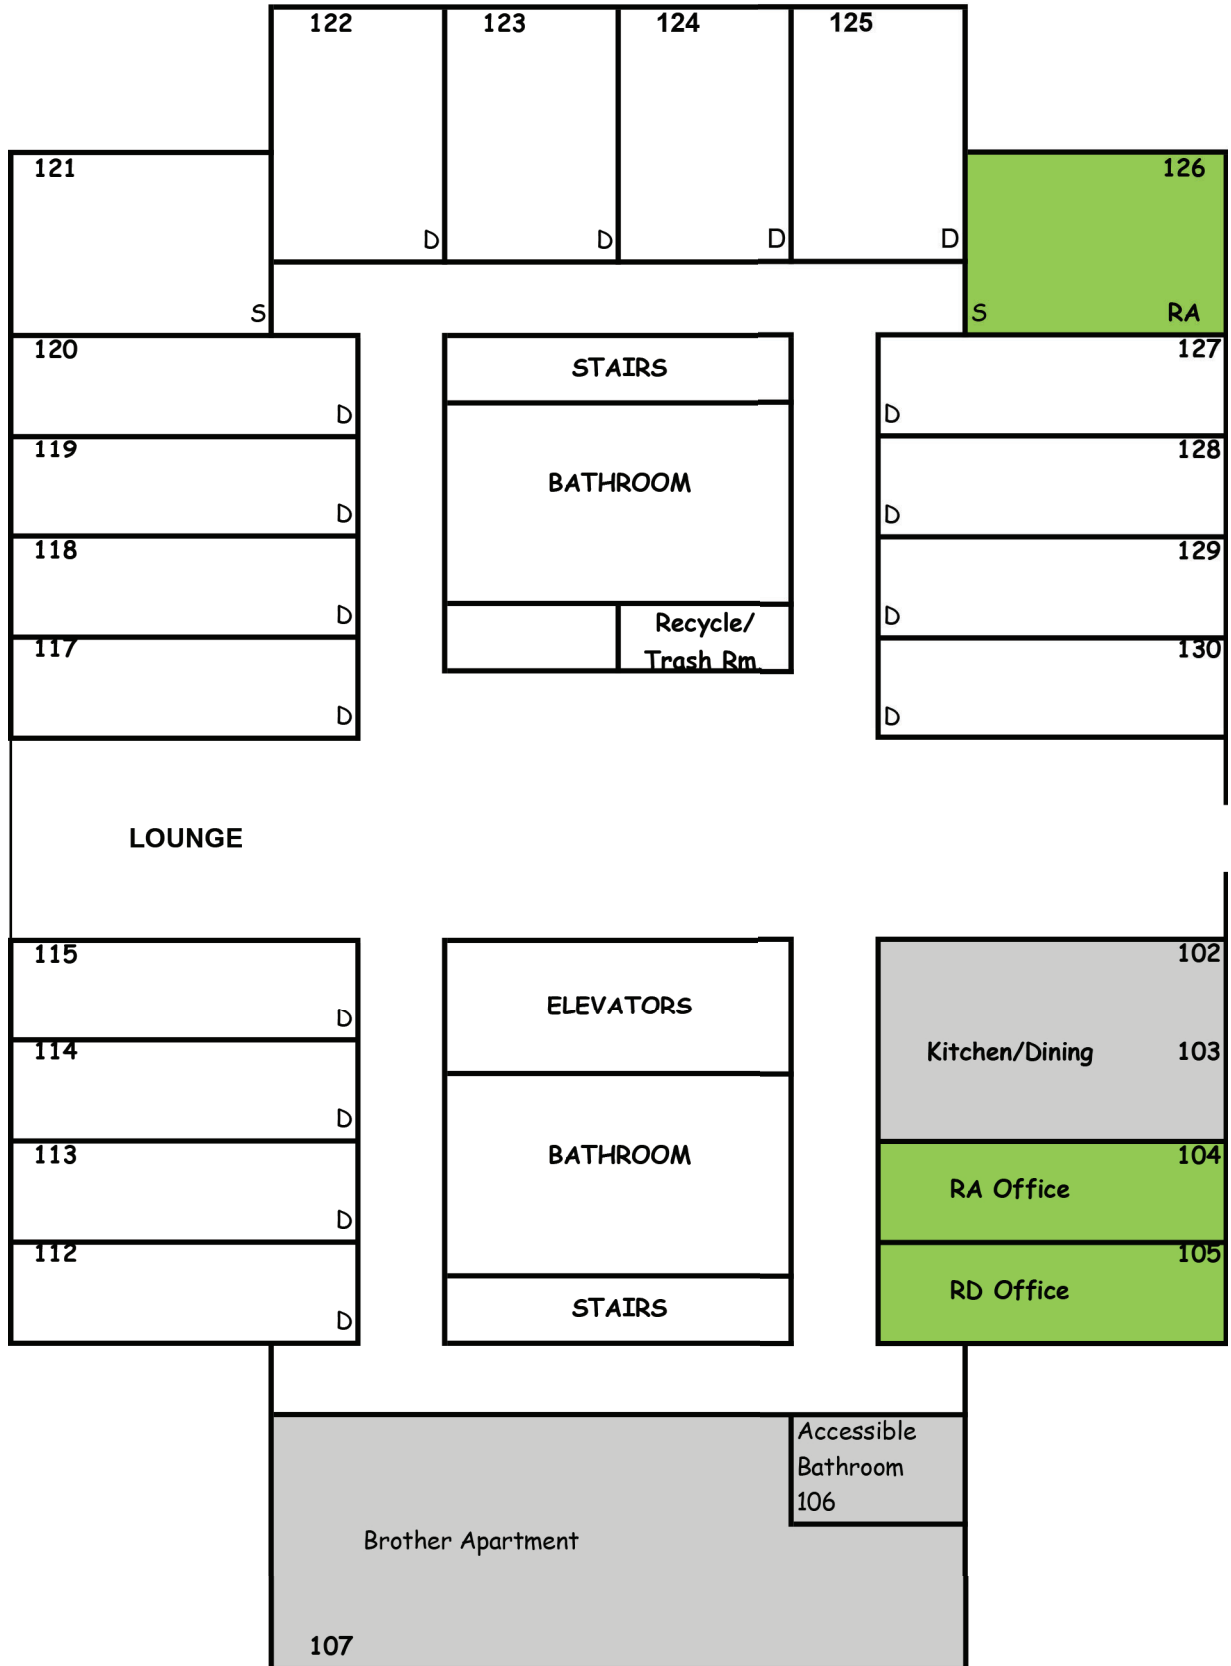 122 123 124 125
121 126
D D D D
S S RA
120 STAIRS 127
D D
119 BATHROOM 128
D D
118 129
D Recycle/ D
117 Trash Rm. 130
D D
LOUNGE
115 102
D ELEVATORS
114 Kitchen/Dining 103
D
113 BATHROOM 104
D RA Office
112 105
D STAIRS RD Office
Accessible
Bathroom
106
Brother Apartment
107